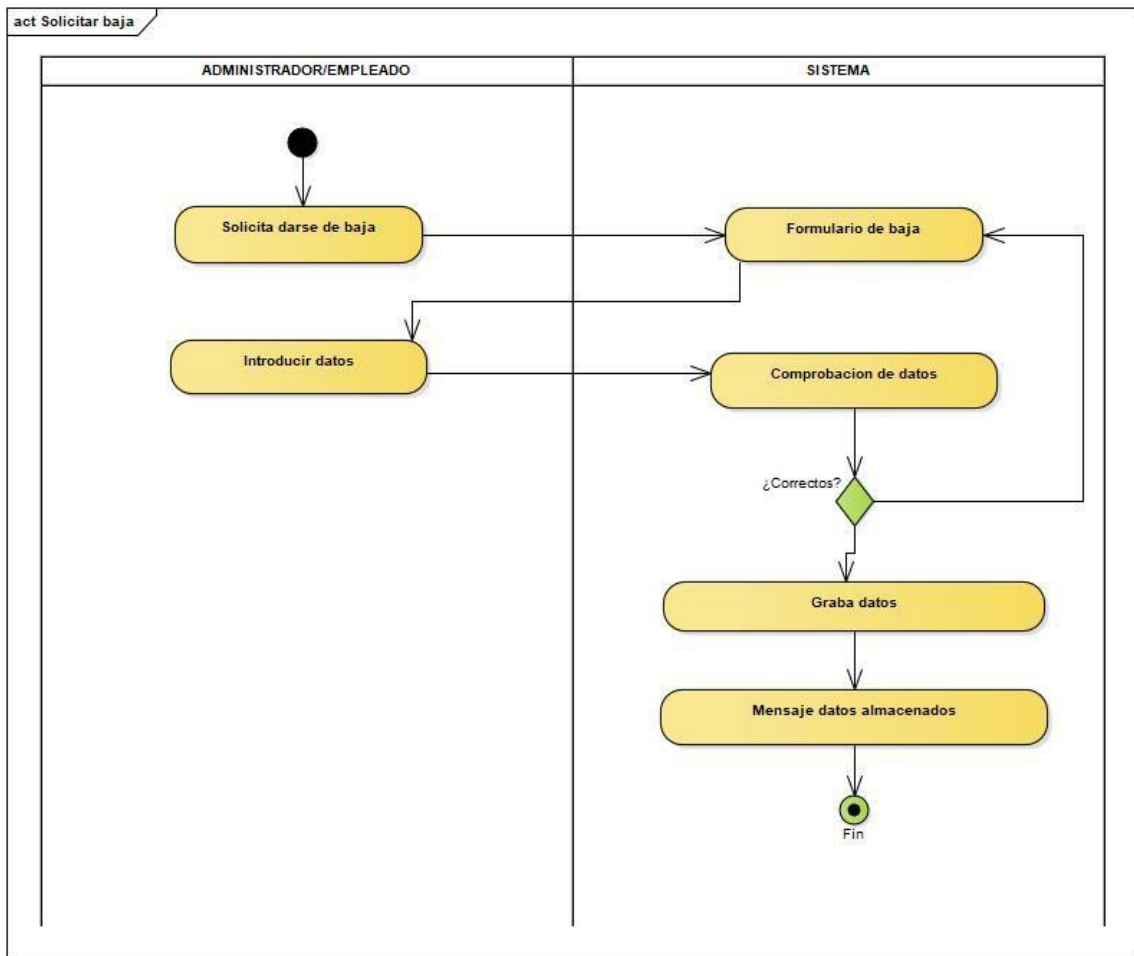 act Solicitar baja
ADMINISTRADOR/EMPLEADO
SISTEMA
Solicita darse de baja
Formulario de baja
Introducir datos
Comprobacion de datos
¿Correctos?
Graba datos
Mensaje datos almacenados
Fin